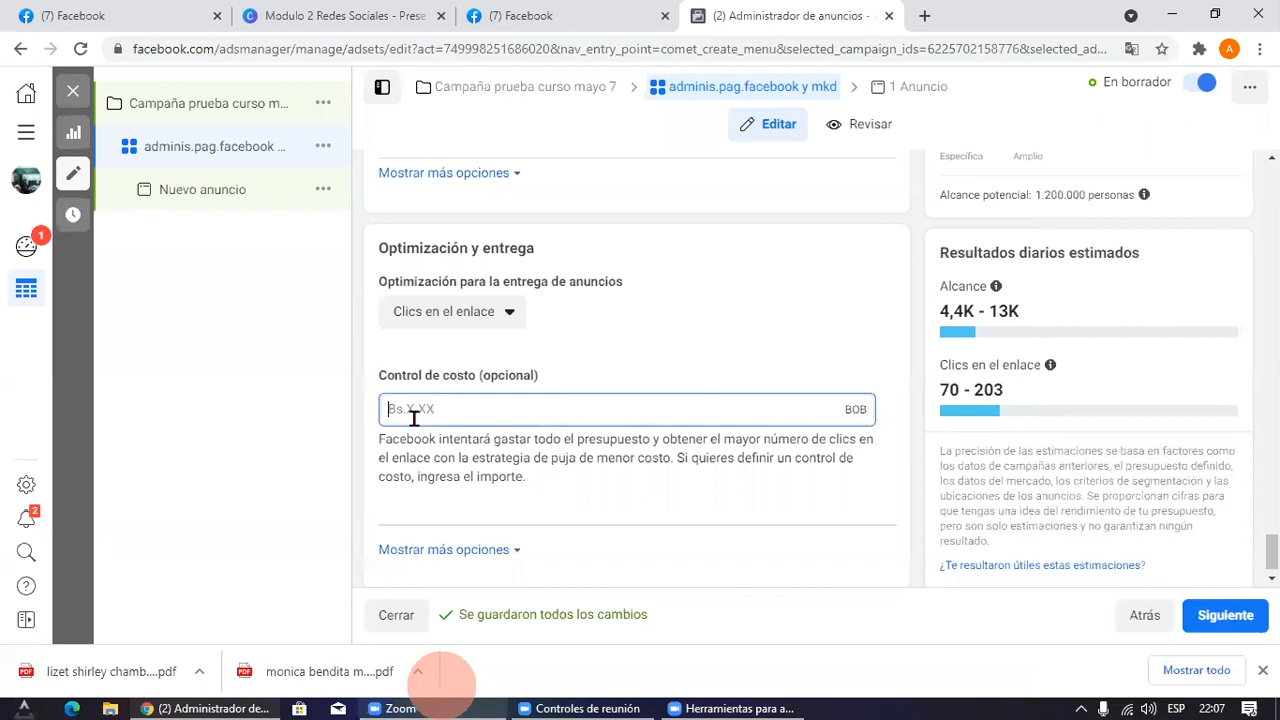 (7) Facebook
Modulo 2 Redes Sociales - Pres
(7) Facebook
(2) Administrador de anuncios -
facebook.com/adsmanager/manage/adsets/edit?act=749998251686020&nav_entry_point=comet_create_menu&selected_campaign_ids=6225702158776&selected_ad...
A
Campaña prueba curso m...
adminis.pag.facebook ...
Nuevo anuncio
1
2
Campaña prueba curso mayo 7
adminis.pag.facebook y mkd
1 Anuncio
En borrador
Editar
Revisar
Mostrar más opciones
Optimización y entrega
Optimización para la entrega de anuncios
Clics en el enlace
Control de costo (opcional)
Bs.X.XX
BOB
Facebook intentará gastar todo el presupuesto y obtener el mayor número de clics en
el enlace con la estrategia de puja de menor costo. Si quieres definir un control de
costo, ingresa el importe.
Mostrar más opciones
Específico
Amplio
Alcance potencial: 1.200.000 personas
Resultados diarios estimados
Alcance
4,4K - 13K
Clics en el enlace
70 - 203
La precisión de las estimaciones se basa en factores como
los datos de campañas anteriores, el presupuesto definido,
los datos del mercado, los criterios de segmentación y las
ubicaciones de los anuncios. Se proporcionan cifras para
que tengas una idea del rendimiento de tu presupuesto,
pero son solo estimaciones y no garantizan ningún
resultado.
¿Te resultaron útiles estas estimaciones?
Cerrar
Se guardaron todos los cambios
Atrás
Siguiente
PDF
lizet shirley chamb....pdf
PDF
monica bendita m....pdf
Mostrar todo
(2) Administrador de...
Zoom
Controles de reunión
Herramientas para a...
ESP
22:07